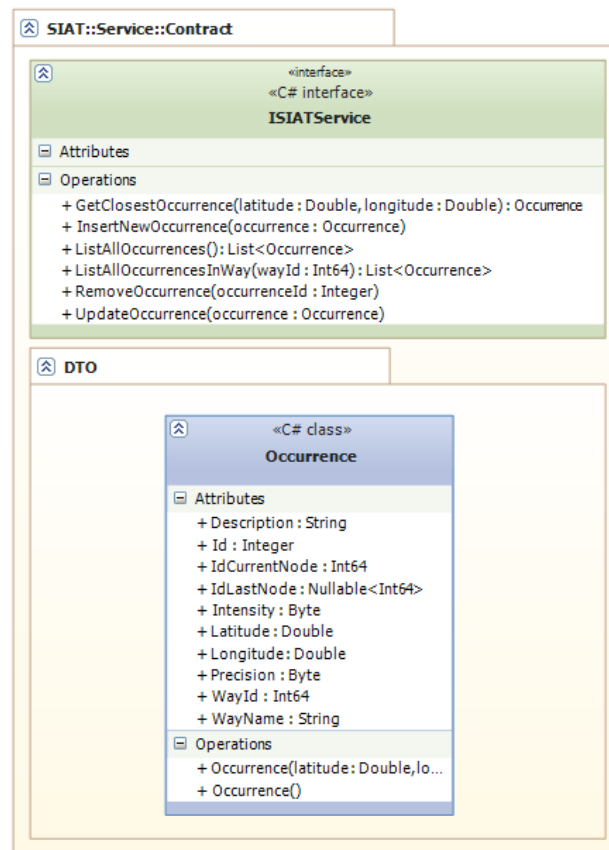 SIAT::Service::Contract
«interface»
«C# interface»
ISIATService
Attributes
Operations
+ GetClosestOccurrence(latitude : Double, longitude : Double) : Occurrence
+ InsertNewOccurrence(occurrence : Occurrence)
+ ListAllOccurrences() : List<Occurrence>
+ ListAllOccurrencesInWay(wayId : Int64) : List<Occurrence>
+ RemoveOccurrence(occurrenceId : Integer)
+ UpdateOccurrence(occurrence : Occurrence)
DTO
«C# class»
Occurrence
Attributes
+ Description : String
+ Id : Integer
+ IdCurrentNode : Int64
+ IdLastNode : Nullable<Int64>
+ Intensity : Byte
+ Latitude : Double
+ Longitude : Double
+ Precision : Byte
+ WayId : Int64
+ WayName : String
Operations
+ Occurrence(latitude : Double,lo...
+ Occurrence()